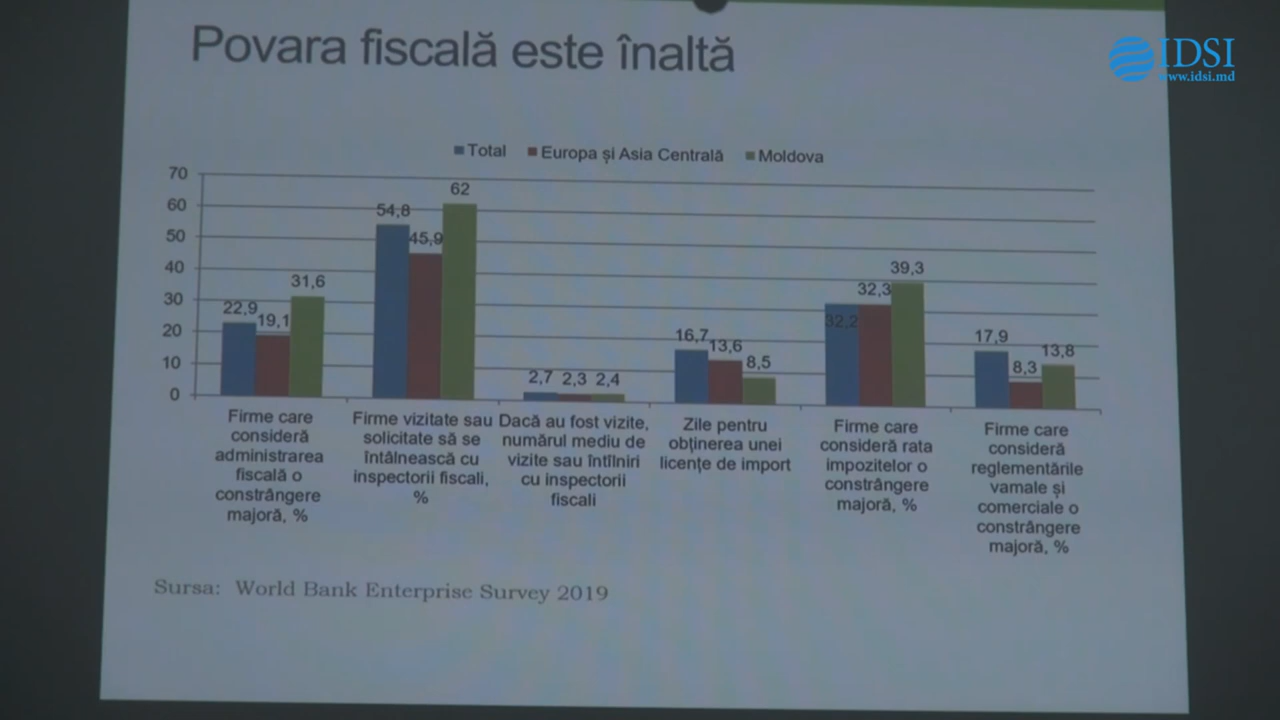 Povara fiscală este înaltă
IDSI
www.idsi.md
Total Europa și Asia Centrală Moldova
70
60
50
40
30
20
10
0
22,9 19,1 31,6
54,8 45,9 62
2,7 2,3 2,4
16,7 13,6 8,5
32,2 32,3 39,3
17,9 8,3 13,8
Firme care
consideră
administrarea
fiscală o
constrângere
majoră, %
Firme vizitate sau
solicitate să se
întâlnească cu
inspectorii fiscali,
%
Dacă au fost vizite,
numărul mediu de
vizite sau întîlniri
cu inspectorii
fiscali
Zile pentru
obținerea unei
licențe de import
Firme care
consideră rata
impozitelor o
constrângere
majoră, %
Firme care
consideră
reglementările
vamale și
comerciale o
constrângere
majoră, %
Sursa: World Bank Enterprise Survey 2019